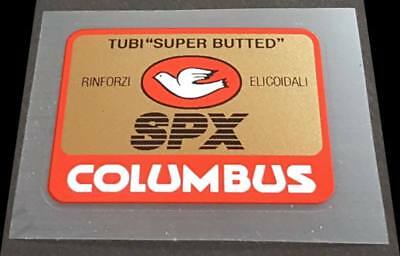 TUBI "SUPER BUTTED"
RINFORZI ELICOIDALI
SPX
COLUMBUS